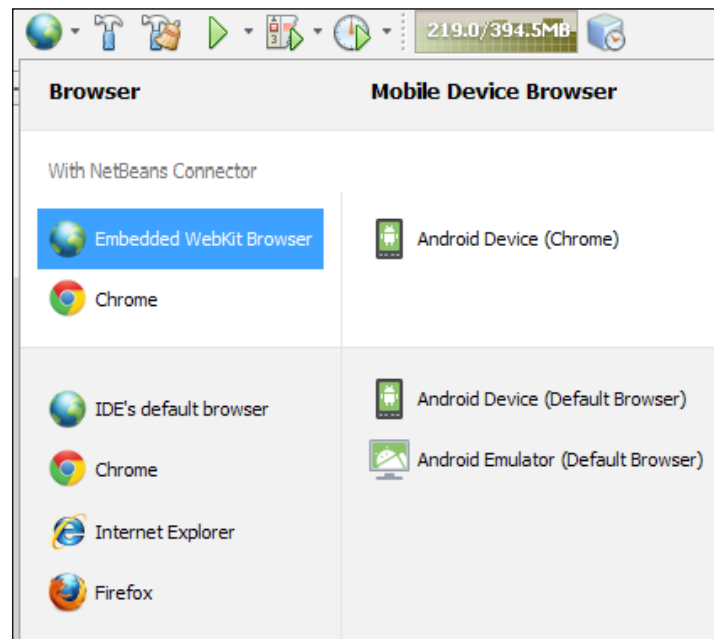 219.0/394.5MB
Browser
Mobile Device Browser
With NetBeans Connector
Embedded WebKit Browser
Android Device (Chrome)
Chrome
IDE's default browser
Android Device (Default Browser)
Chrome
Android Emulator (Default Browser)
Internet Explorer
Firefox